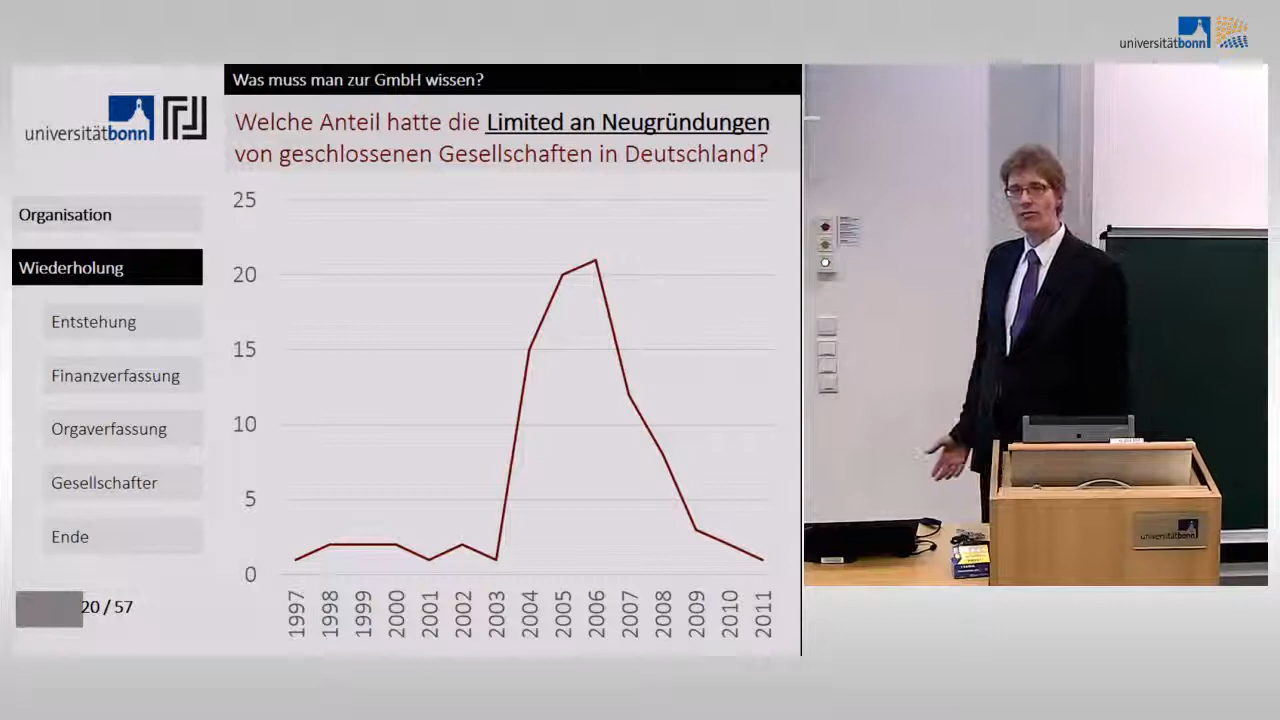 universitätbonn
Was muss man zur GmbH wissen?
universitätbonn
Welche Anteil hatte die Limited an Neugründungen
von geschlossenen Gesellschaften in Deutschland?
Organisation
Wiederholung
Entstehung
Finanzverfassung
Orgaverfassung
Gesellschafter
Ende
20 / 57
25
20
15
10
5
0
1997
1998
1999
2000
2001
2002
2003
2004
2005
2006
2007
2008
2009
2010
2011
universitätbonn